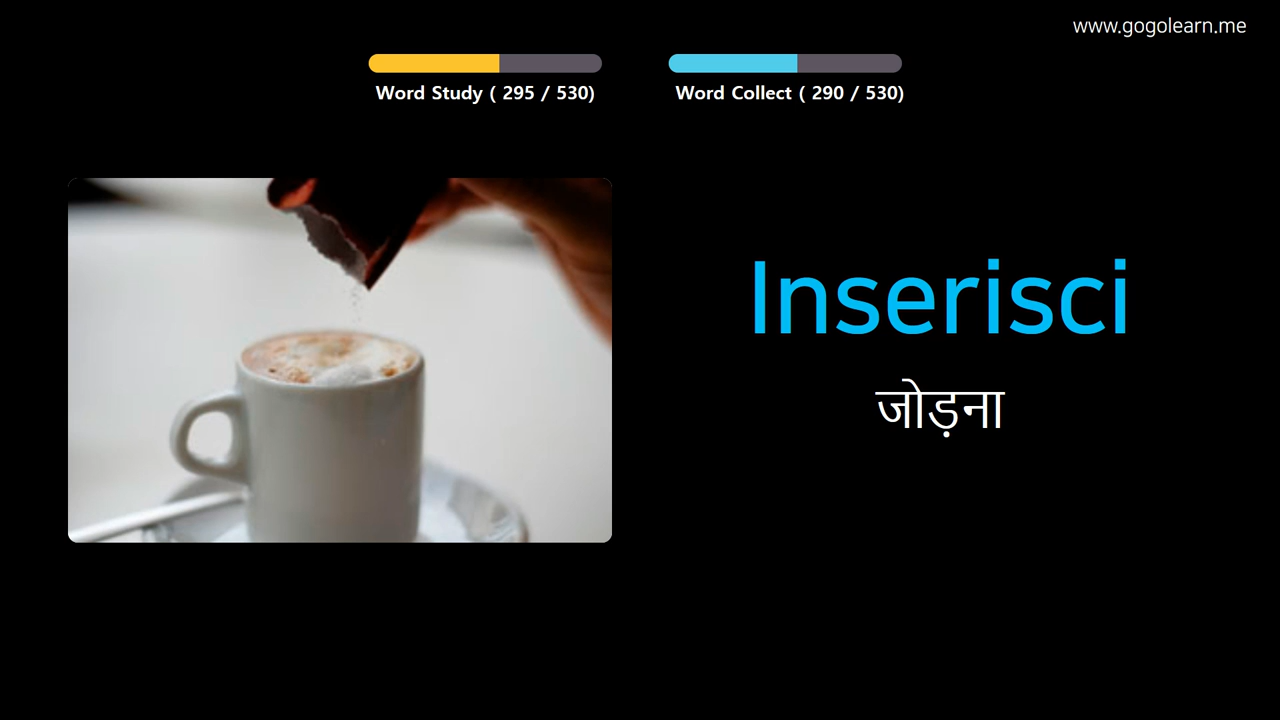 www.gogolearn.me
Word Study ( 295 / 530)
Word Collect ( 290 / 530)
Inserisci
जोड़ना